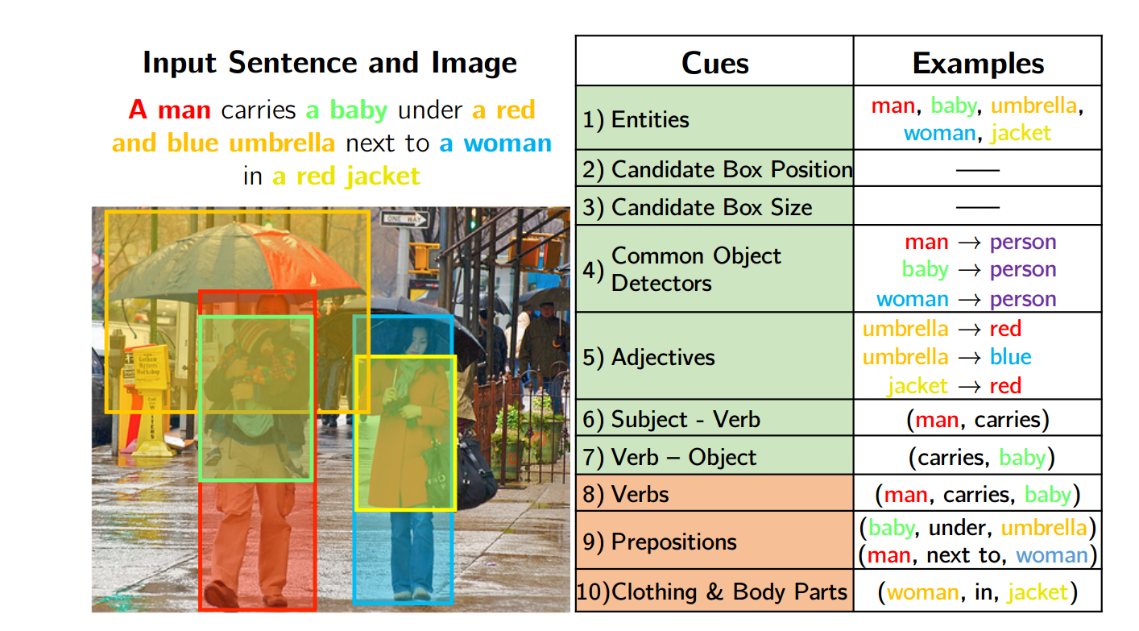 Input Sentence and Image
A man carries a baby under a red
and blue umbrella next to a woman
in a red jacket
ONE WAY
Cues
Examples
1) Entities
man, baby, umbrella,
woman, jacket
2) Candidate Box Position
——
3) Candidate Box Size
——
4) Common Object
Detectors
man → person
baby → person
woman → person
5) Adjectives
umbrella → red
umbrella → blue
jacket → red
6) Subject - Verb
(man, carries)
7) Verb – Object
(carries, baby)
8) Verbs
(man, carries, baby)
9) Prepositions
(baby, under, umbrella)
(man, next to, woman)
10)Clothing & Body Parts
(woman, in, jacket)